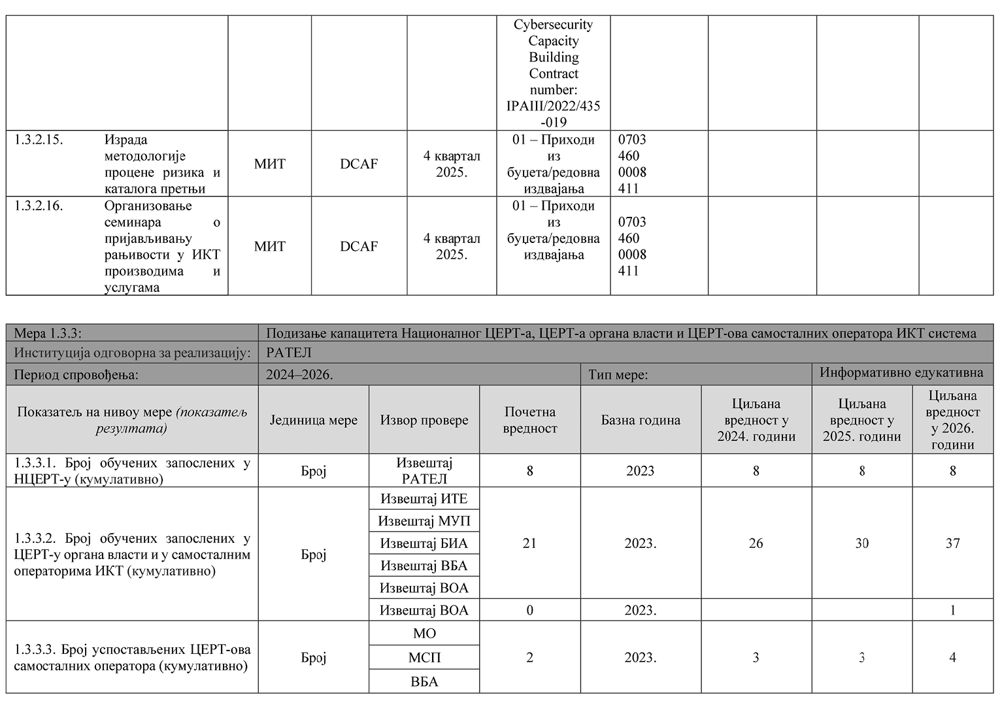 Cybersecurity
Capacity
Building
Contract
number:
IPAIII/2022/435
-019
1.3.2.15. Израда
методологије
процене ризика и
каталога претњи
МИТ
DCAF
4 квартал
2025.
01 – Приходи
из
буџета/редовна
издвајања
0703
460
0008
411
1.3.2.16. Организовање
семинара о
пријављивању
рањивости у ИКТ
производима и
услугама
МИТ
DCAF
4 квартал
2025.
01 – Приходи
из
буџета/редовна
издвајања
0703
460
0008
411
Мера 1.3.3: Подизање капацитета Националног ЦЕРТ-а, ЦЕРТ-а органа власти и ЦЕРТ-ова самосталних оператора ИКТ система
Институција одговорна за реализацију: РАТЕЛ
Период спровођења: 2024–2026. Тип мере: Информативно едукативна
Показатељ на нивоу мере (показатељ
резултата)
Јединица мере
Извор провере
Почетна
вредност
Базна година
Циљана
вредност у
2024. години
Циљана
вредност у
2025. години
Циљана
вредност
у 2026.
години
1.3.3.1. Број обучених запослених у
НЦЕРТ-у (кумулативно)
Број
Извештај
РАТЕЛ
8 2023 8 8 8
1.3.3.2. Број обучених запослених у
ЦЕРТ-у органа власти и у самосталним
операторима ИКТ (кумулативно)
Број
Извештај ИТЕ
Извештај МУП
Извештај БИА
Извештај ВБА
Извештај ВОА
21 2023. 26 30 37
Извештај ВОА 0 2023. 1
1.3.3.3. Број успостављених ЦЕРТ-ова
самосталних оператора (кумулативно)
Број
МО
МСП
ВБА
2 2023. 3 3 4